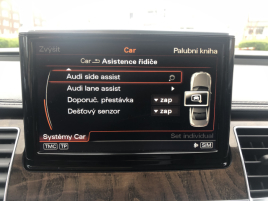 Zvyšit Car Palubní kniha
Car Asistence řidiče
Audi side assist
Audi lane assist
Doporuč. přestávka zap
Dešťový senzor zap
Systémy Car Set individual
TMC TP SIM